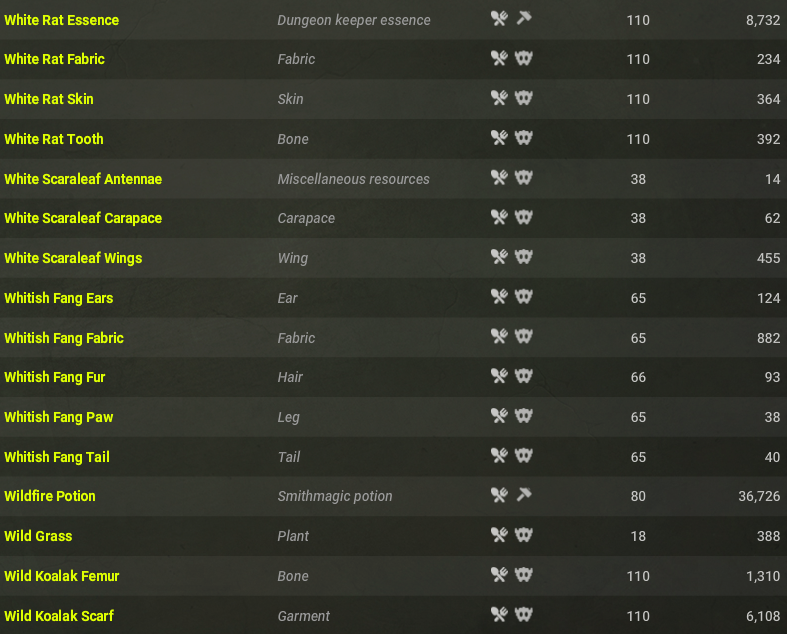 White Rat Essence Dungeon keeper essence 110 8,732
White Rat Fabric Fabric 110 234
White Rat Skin Skin 110 364
White Rat Tooth Bone 110 392
White Scaraleaf Antennae Miscellaneous resources 38 14
White Scaraleaf Carapace Carapace 38 62
White Scaraleaf Wings Wing 38 455
Whitish Fang Ears Ear 65 124
Whitish Fang Fabric Fabric 65 882
Whitish Fang Fur Hair 66 93
Whitish Fang Paw Leg 65 38
Whitish Fang Tail Tail 65 40
Wildfire Potion Smithmagic potion 80 36,726
Wild Grass Plant 18 388
Wild Koalak Femur Bone 110 1,310
Wild Koalak Scarf Garment 110 6,108